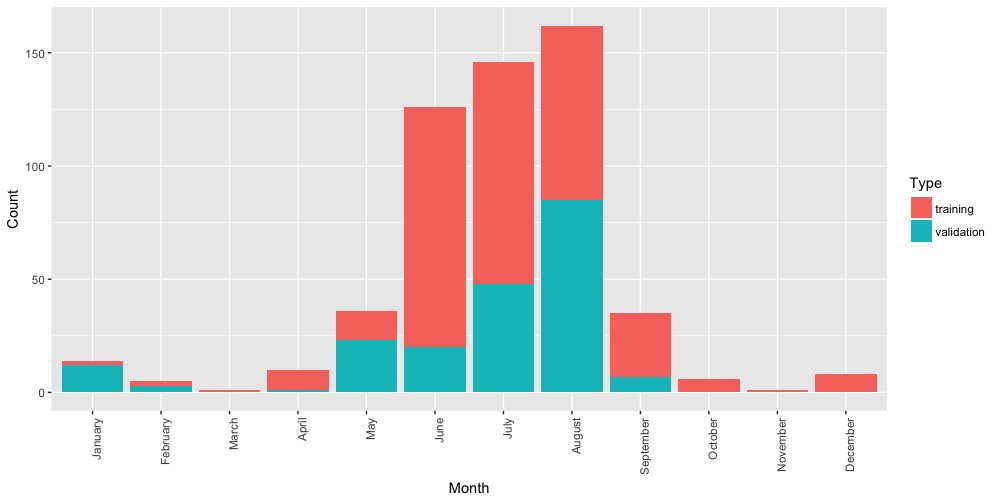 150
100
50
0
Count
January
February
March
April
May
June
July
August
September
October
November
December
Month
Type
training
validation